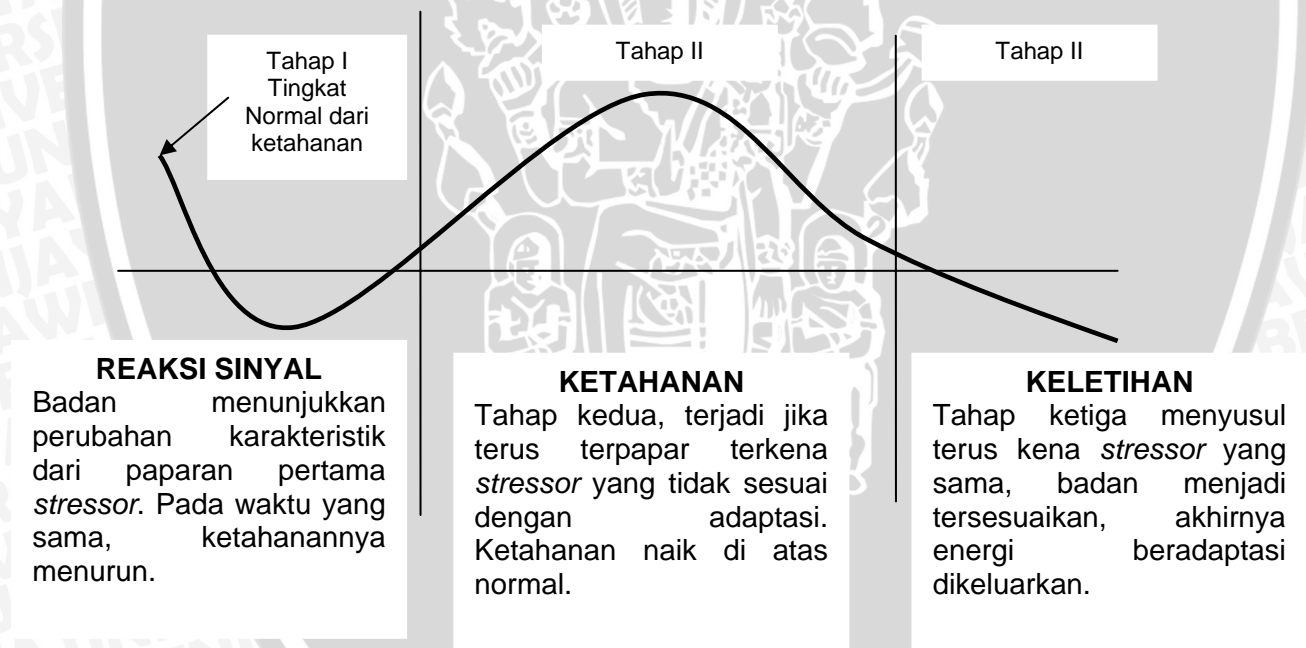 Tahap I
Tingkat
Normal dari
ketahanan
Tahap II
Tahap II
REAKSI SINYAL
Badan menunjukkan
perubahan karakteristik
dari paparan pertama
stressor. Pada waktu yang
sama, ketahanannya
menurun.
KETAHANAN
Tahap kedua, terjadi jika
terus terpapar terkena
stressor yang tidak sesuai
dengan adaptasi.
Ketahanan naik di atas
normal.
KELETIHAN
Tahap ketiga menyusul
terus kena stressor yang
sama, badan menjadi
tersesuaikan, akhirnya
energi beradaptasi
dikeluarkan.